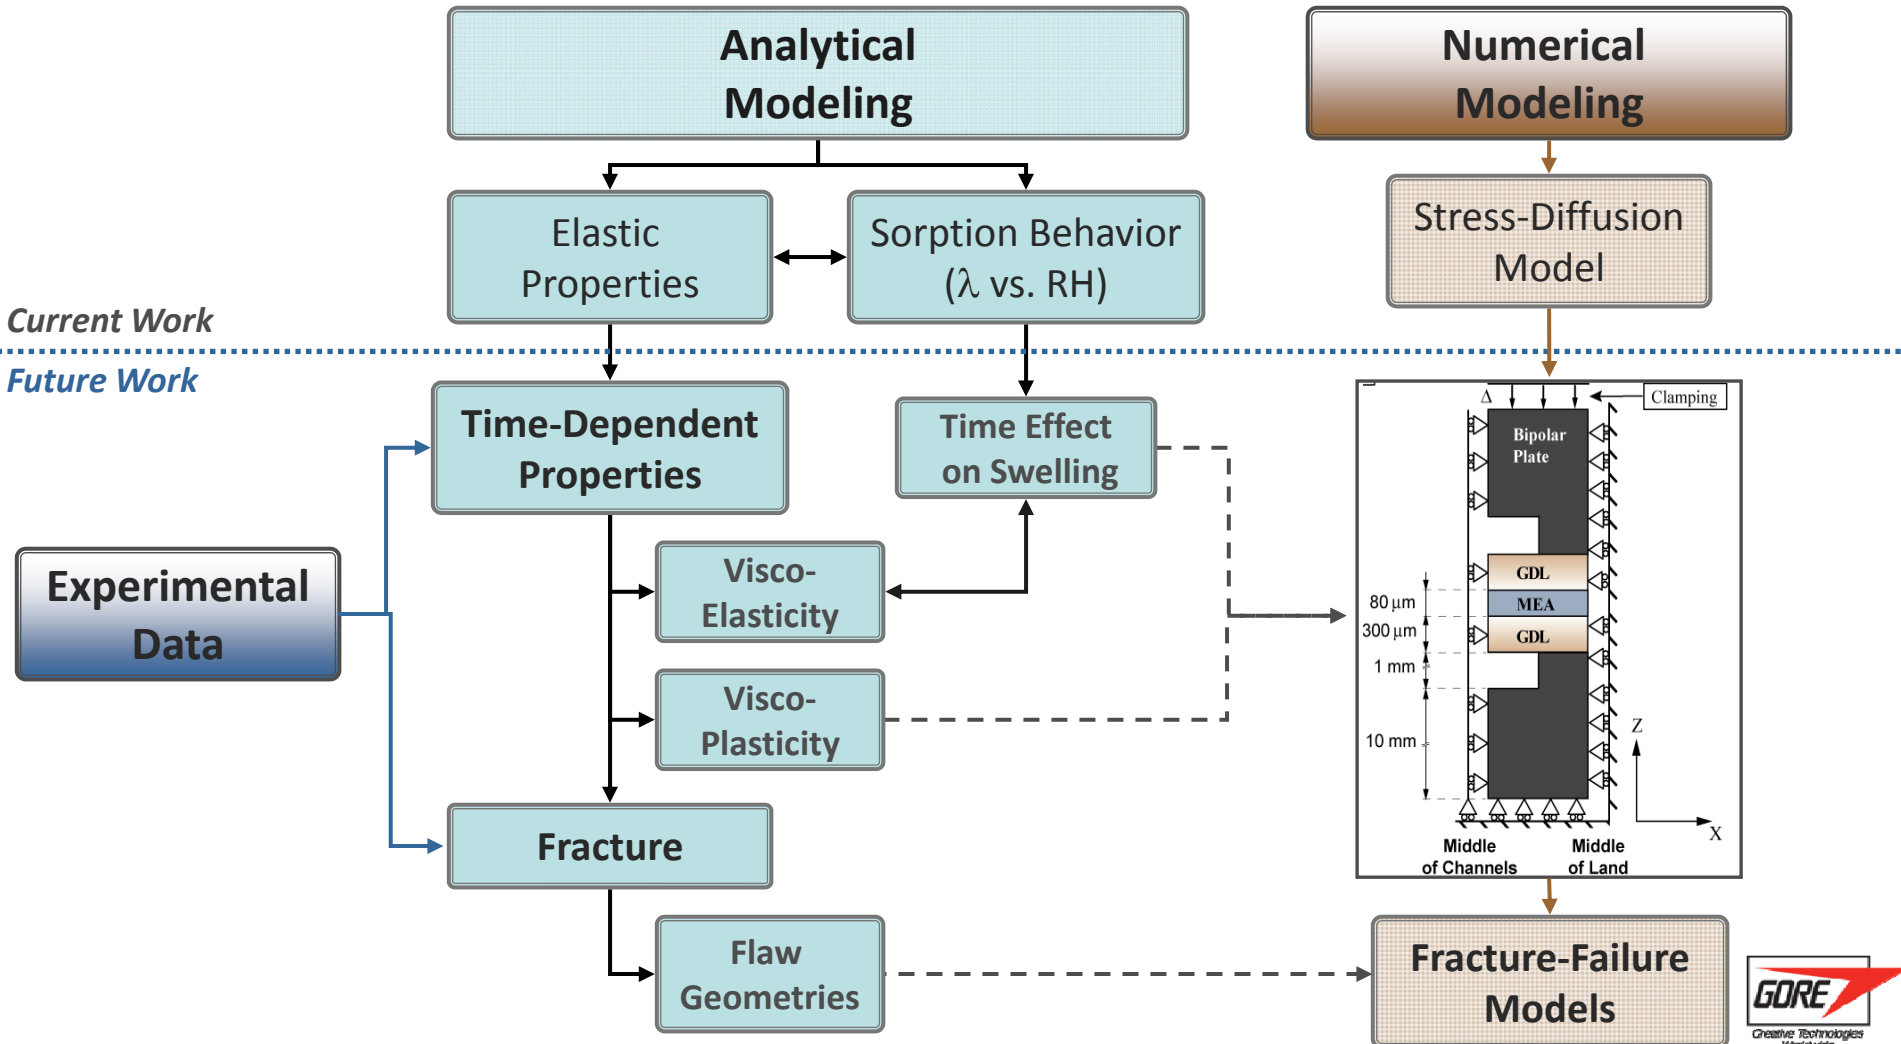 Analytical
Modeling
Numerical
Modeling
Elastic
Properties
Sorption Behavior
(λ vs. RH)
Stress-Diffusion
Model
Current Work
Future Work
Time-Dependent
Properties
Time Effect
on Swelling
Experimental
Data
Visco-
Elasticity
Visco-
Plasticity
Fracture
Flaw
Geometries
Δ
Clamping
Bipolar
Plate
GDL
80 μm
MEA
300 μm
GDL
1 mm
10 mm
Z
X
Middle
of Channels
Middle
of Land
Fracture-Failure
Models
GORE
Creative Technologies
Worldwide